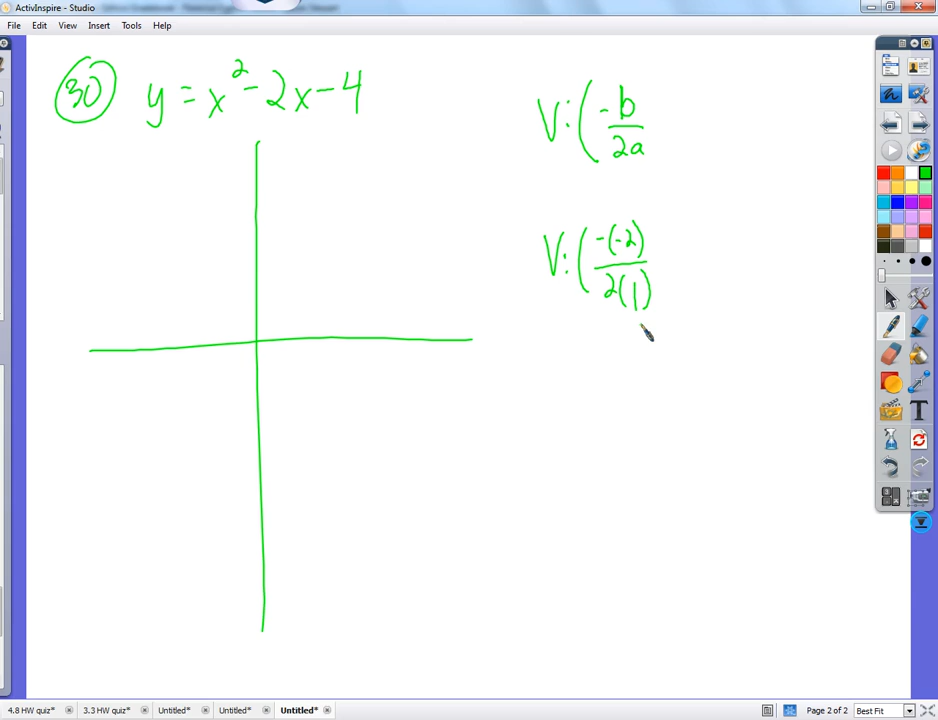 ActivInspire - Studio
File Edit View Insert Tools Help
30 y = x² - 2x - 4
V: ( -b
2a
V: ( -(-2)
2(1)
4.8 HW quiz* 3.3 HW quiz* Untitled* Untitled* Untitled* Page 2 of 2 Best Fit